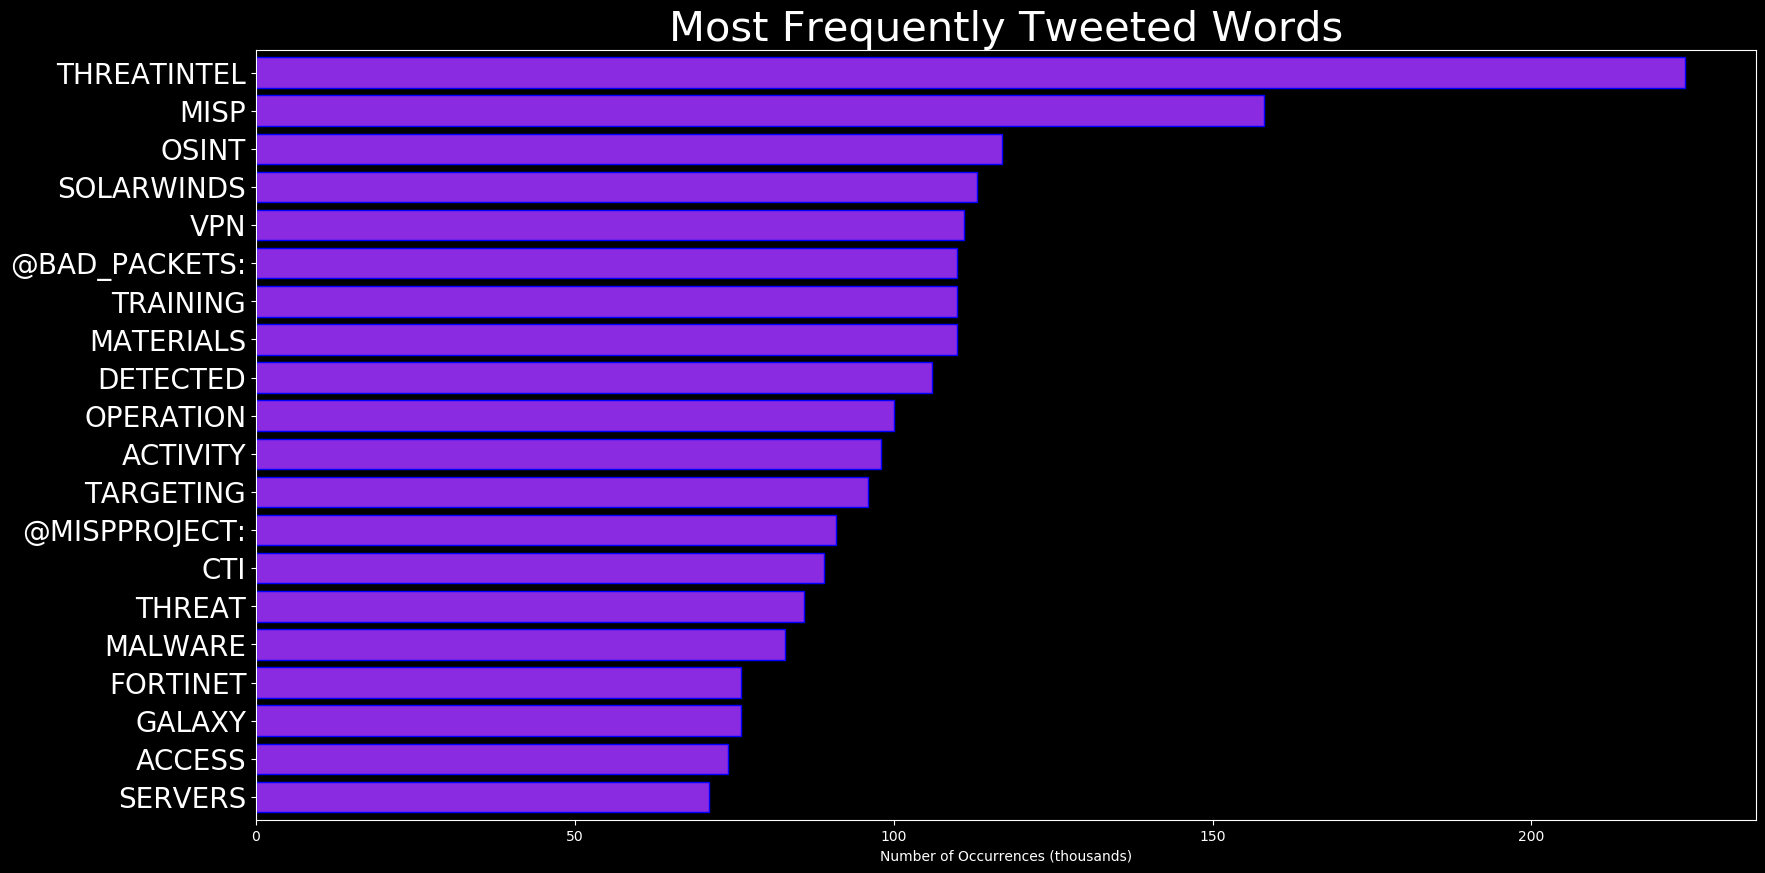 Most Frequently Tweeted Words
THREATINTEL
MISP
OSINT
SOLARWINDS
VPN
@BAD_PACKETS:
TRAINING
MATERIALS
DETECTED
OPERATION
ACTIVITY
TARGETING
@MISPPROJECT:
CTI
THREAT
MALWARE
FORTINET
GALAXY
ACCESS
SERVERS
0 50 100 150 200
Number of Occurrences (thousands)